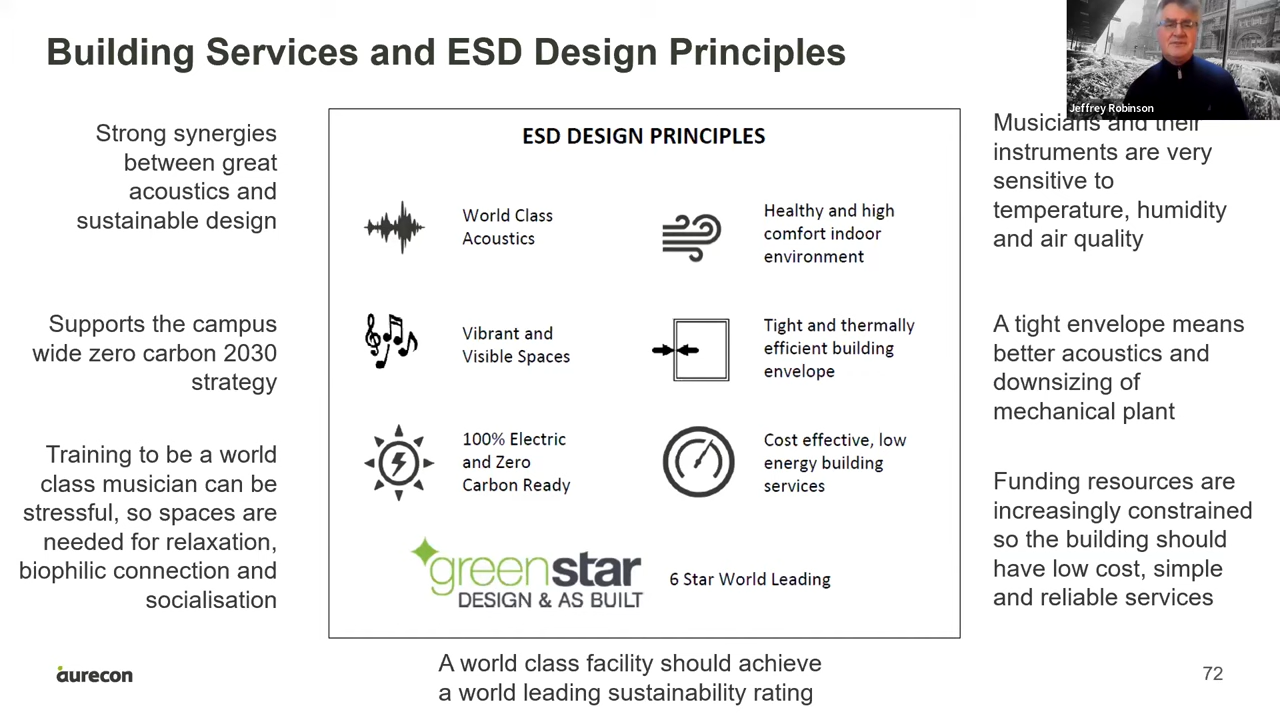 Building Services and ESD Design Principles
Jeffrey Robinson
Strong synergies
between great
acoustics and
sustainable design
Supports the campus
wide zero carbon 2030
strategy
Training to be a world
class musician can be
stressful, so spaces are
needed for relaxation,
biophilic connection and
socialisation
ESD DESIGN PRINCIPLES
World Class
Acoustics
Healthy and high
comfort indoor
environment
Vibrant and
Visible Spaces
Tight and thermally
efficient building
envelope
100% Electric
and Zero
Carbon Ready
Cost effective, low
energy building
services
greenstar
DESIGN & AS BUILT
6 Star World Leading
Musicians and their
instruments are very
sensitive to
temperature, humidity
and air quality
A tight envelope means
better acoustics and
downsizing of
mechanical plant
Funding resources are
increasingly constrained
so the building should
have low cost, simple
and reliable services
A world class facility should achieve
a world leading sustainability rating
aurecon
72